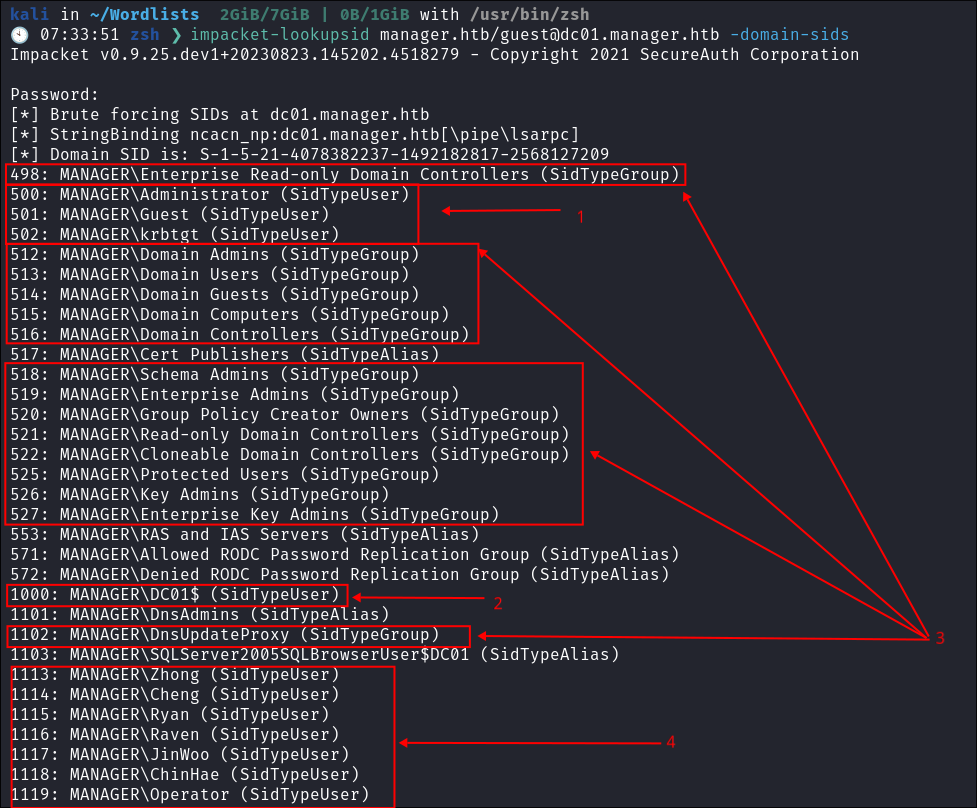 kali in ~/Wordlists 2GiB/7GiB | 0B/1GiB with /usr/bin/zsh
07:33:51 zsh ❯ impacket-lookupsid manager.htb/guest@dc01.manager.htb -domain-sids
Impacket v0.9.25.dev1+20230823.145202.4518279 - Copyright 2021 SecureAuth Corporation
Password:
[*] Brute forcing SIDs at dc01.manager.htb
[*] StringBinding ncacn_np:dc01.manager.htb[\pipe\lsarpc]
[*] Domain SID is: S-1-5-21-4078382237-1492182817-2568127209
498: MANAGER\Enterprise Read-only Domain Controllers (SidTypeGroup)
500: MANAGER\Administrator (SidTypeUser)
501: MANAGER\Guest (SidTypeUser) 1
502: MANAGER\krbtgt (SidTypeUser)
512: MANAGER\Domain Admins (SidTypeGroup)
513: MANAGER\Domain Users (SidTypeGroup)
514: MANAGER\Domain Guests (SidTypeGroup)
515: MANAGER\Domain Computers (SidTypeGroup)
516: MANAGER\Domain Controllers (SidTypeGroup)
517: MANAGER\Cert Publishers (SidTypeAlias)
518: MANAGER\Schema Admins (SidTypeGroup)
519: MANAGER\Enterprise Admins (SidTypeGroup)
520: MANAGER\Group Policy Creator Owners (SidTypeGroup)
521: MANAGER\Read-only Domain Controllers (SidTypeGroup)
522: MANAGER\Cloneable Domain Controllers (SidTypeGroup)
525: MANAGER\Protected Users (SidTypeGroup)
526: MANAGER\Key Admins (SidTypeGroup)
527: MANAGER\Enterprise Key Admins (SidTypeGroup)
553: MANAGER\RAS and IAS Servers (SidTypeAlias)
571: MANAGER\Allowed RODC Password Replication Group (SidTypeAlias)
572: MANAGER\Denied RODC Password Replication Group (SidTypeAlias)
1000: MANAGER\DC01$ (SidTypeUser) 2
1101: MANAGER\DnsAdmins (SidTypeAlias)
1102: MANAGER\DnsUpdateProxy (SidTypeGroup) 3
1103: MANAGER\SQLServer2005SQLBrowserUser$DC01 (SidTypeAlias)
1113: MANAGER\Zhong (SidTypeUser)
1114: MANAGER\Cheng (SidTypeUser)
1115: MANAGER\Ryan (SidTypeUser)
1116: MANAGER\Raven (SidTypeUser) 4
1117: MANAGER\JinWoo (SidTypeUser)
1118: MANAGER\ChinHae (SidTypeUser)
1119: MANAGER\Operator (SidTypeUser)